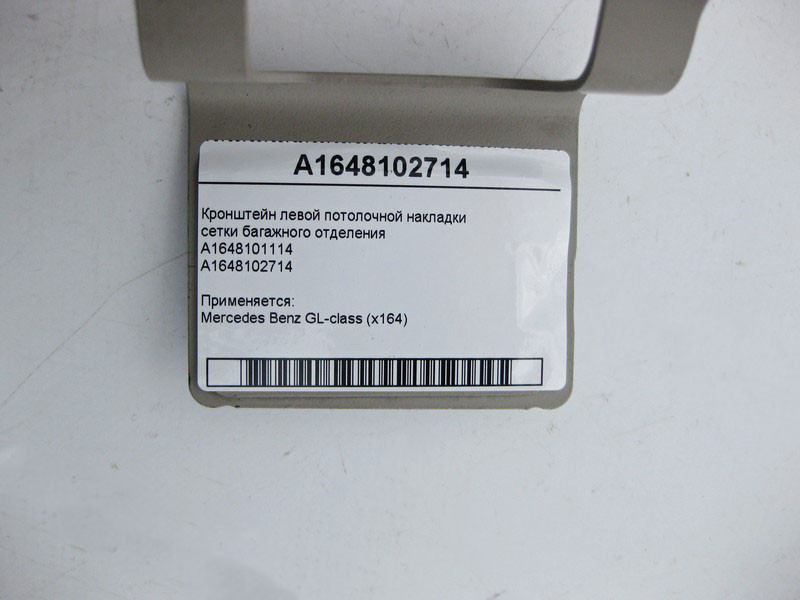 A1648102714
Кронштейн левой потолочной накладки
сетки багажного отделения
A1648101114
A1648102714
Применяется:
Mercedes Benz GL-class (x164)